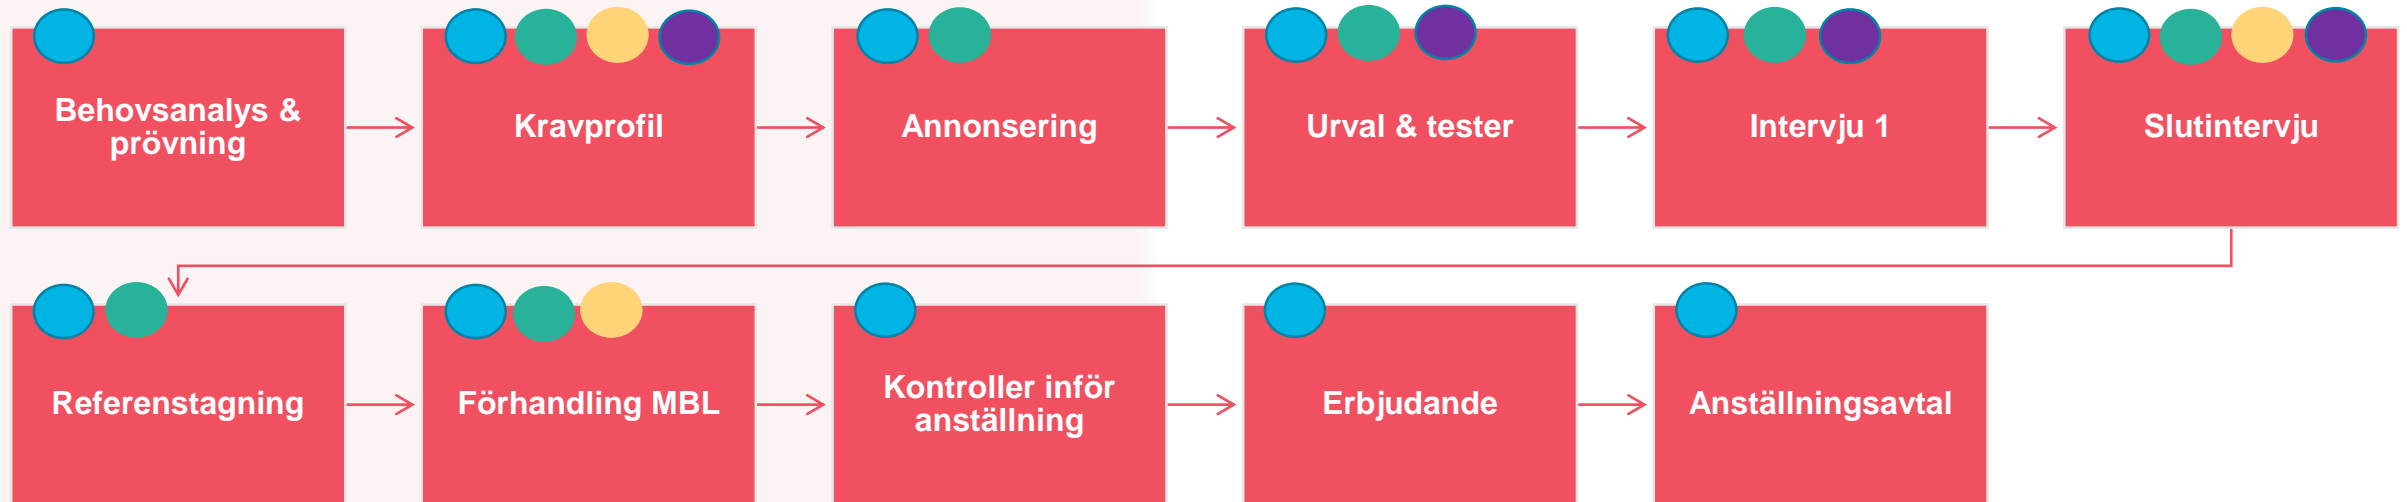 Behovsanalys &
prövning
Kravprofil
Annonsering
Urval & tester
Intervju 1
Slutintervju
Referenstagning
Förhandling MBL
Kontroller inför
anställning
Erbjudande
Anställningsavtal